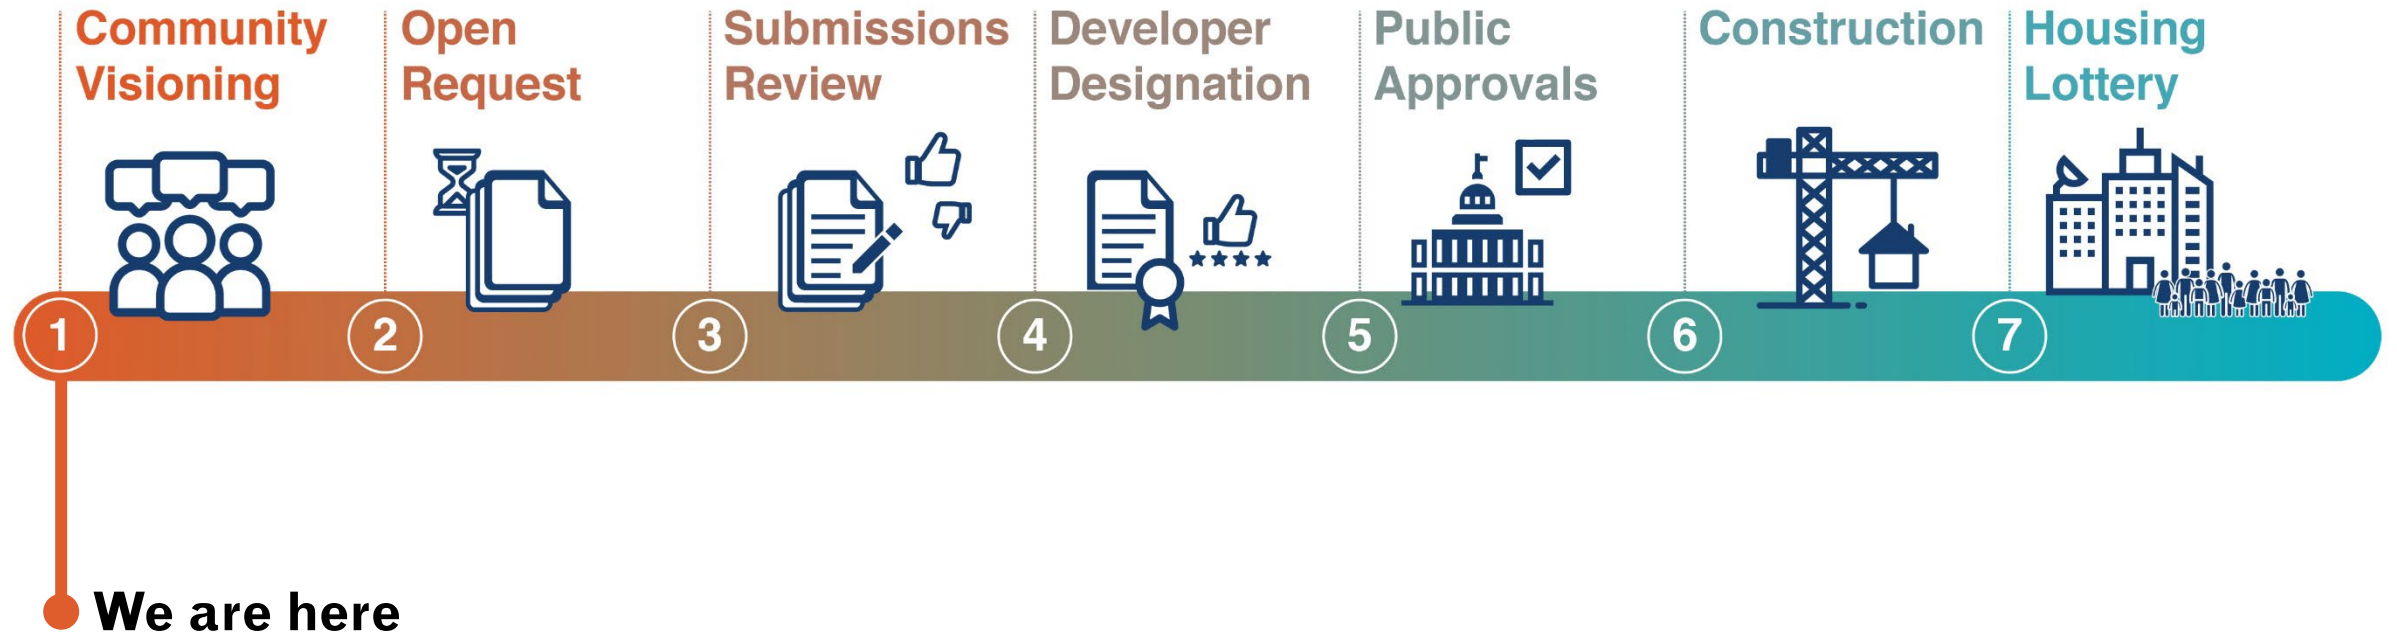 Community
Visioning
Open
Request
Submissions
Review
Developer
Designation
Public
Approvals
Construction
Housing
Lottery
1
2
3
4
5
6
7
We are here